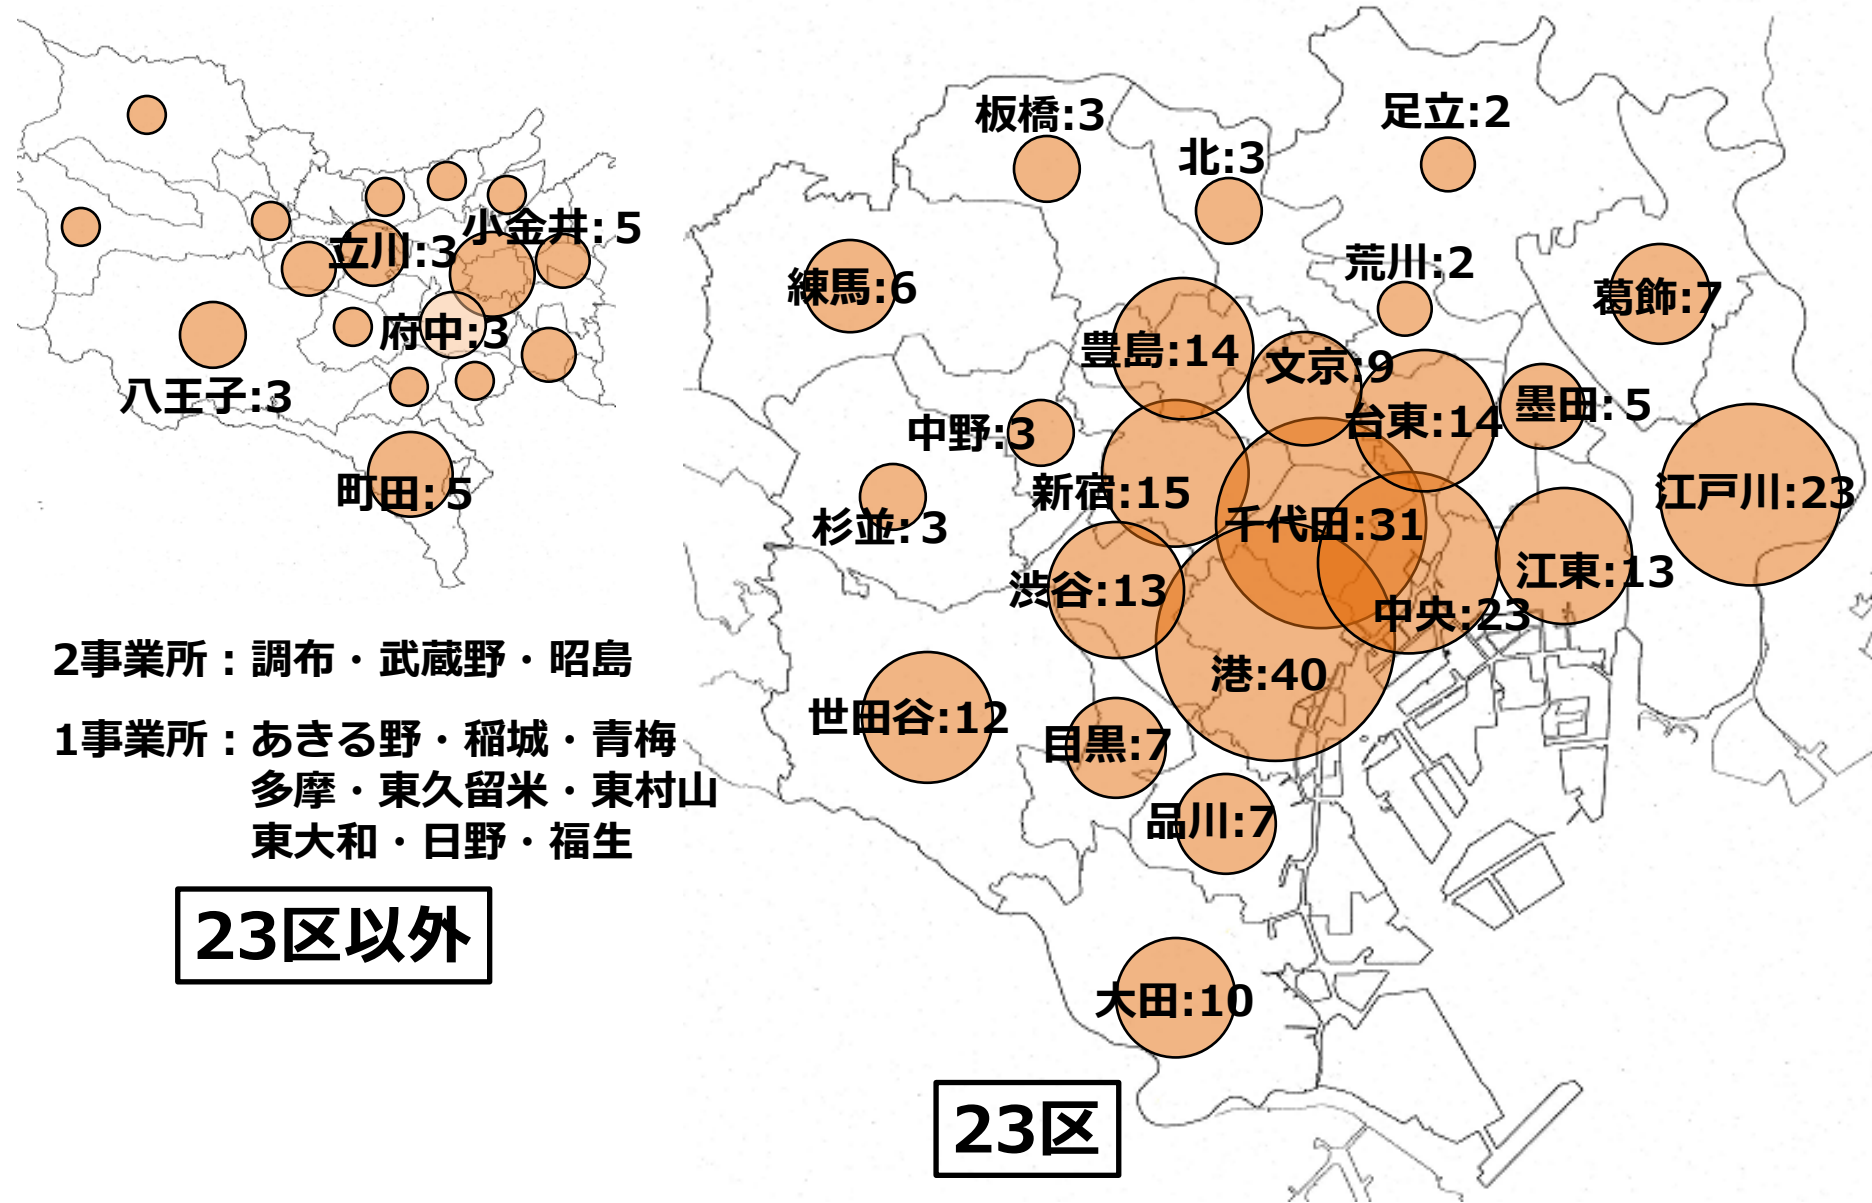 小金井:5
立川:3
府中:3
八王子:3
町田:5
2事業所：調布・武蔵野・昭島
1事業所：あきる野・稲城・青梅
多摩・東久留米・東村山
東大和・日野・福生
23区以外
板橋:3
足立:2
北:3
荒川:2
練馬:6
葛飾:7
豊島:14
文京:9
台東:14
墨田:5
中野:3
新宿:15
江戸川:23
杉並:3
千代田:31
渋谷:13
江東:13
中央:23
港:40
世田谷:12
目黒:7
品川:7
大田:10
23区